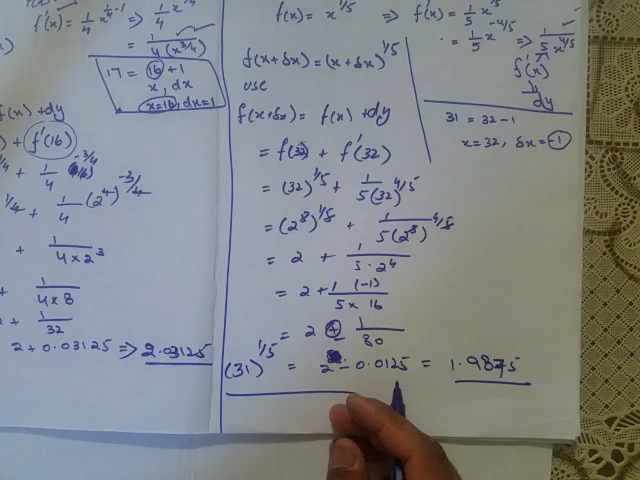 f'(x) = 1/4 x^(1/4 - 1) ⇒ 1/4 x
= 1/4(x^3/4)
17 = 16 + 1
x, dx
x=16, dx=1
f(x) + dy
+ f'(16)
+ 1/4 (16)^-3/4
1/4 + 1/4 (2^4)^-3/4
+ 1/(4×2^3)
+ 1/(4×8)
+ 1/32
2 + 0.03125 ⇒ 2.03125
f(x) = x^1/5 ⇒ f'(x) = 1/5 x
= 1/5 x^-4/5 ⇒ 1/(5 x^4/5)
f'(x)
dy
31 = 32 - 1
x = 32, δx = -1
f(x+δx) = (x+δx)^1/5
use
f(x+δx) = f(x) + dy
= f(32) + f'(32)
= (32)^1/5 + 1/(5(32)^4/5)
= (2^8)^1/5 + 1/(5(2^8)^4/5)
= 2 + 1/(5·2^4)
= 2 + 1(-1)/(5×16)
= 2 - 1/80
(31)^1/5 = 2 - 0.0125 = 1.9875